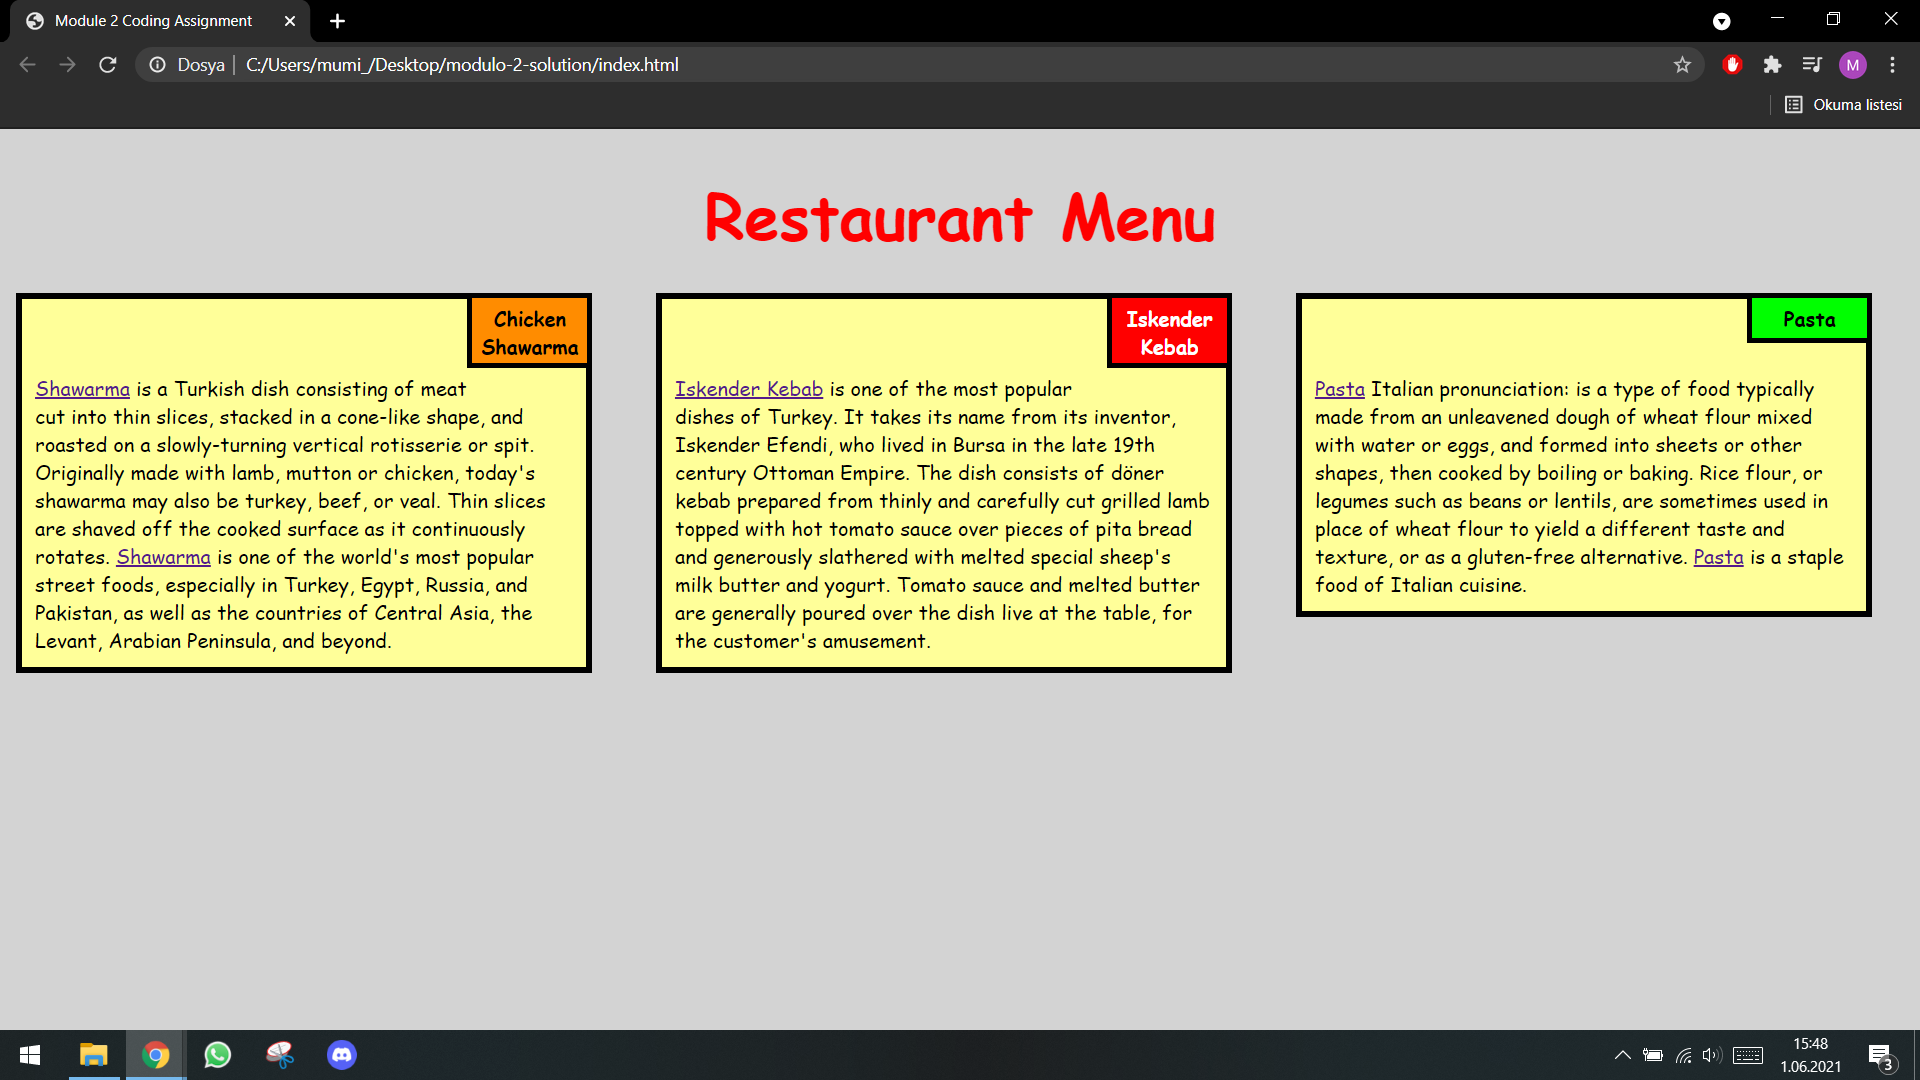 Module 2 Coding Assignment
Dosya | C:/Users/mumi_/Desktop/modulo-2-solution/index.html
M
Okuma listesi
Restaurant Menu
Chicken
Shawarma
Shawarma is a Turkish dish consisting of meat
cut into thin slices, stacked in a cone-like shape, and
roasted on a slowly-turning vertical rotisserie or spit.
Originally made with lamb, mutton or chicken, today's
shawarma may also be turkey, beef, or veal. Thin slices
are shaved off the cooked surface as it continuously
rotates. Shawarma is one of the world's most popular
street foods, especially in Turkey, Egypt, Russia, and
Pakistan, as well as the countries of Central Asia, the
Levant, Arabian Peninsula, and beyond.
Iskender
Kebab
Iskender Kebab is one of the most popular
dishes of Turkey. It takes its name from its inventor,
Iskender Efendi, who lived in Bursa in the late 19th
century Ottoman Empire. The dish consists of döner
kebab prepared from thinly and carefully cut grilled lamb
topped with hot tomato sauce over pieces of pita bread
and generously slathered with melted special sheep's
milk butter and yogurt. Tomato sauce and melted butter
are generally poured over the dish live at the table, for
the customer's amusement.
Pasta
Pasta Italian pronunciation: is a type of food typically
made from an unleavened dough of wheat flour mixed
with water or eggs, and formed into sheets or other
shapes, then cooked by boiling or baking. Rice flour, or
legumes such as beans or lentils, are sometimes used in
place of wheat flour to yield a different taste and
texture, or as a gluten-free alternative. Pasta is a staple
food of Italian cuisine.
15:48
1.06.2021
3